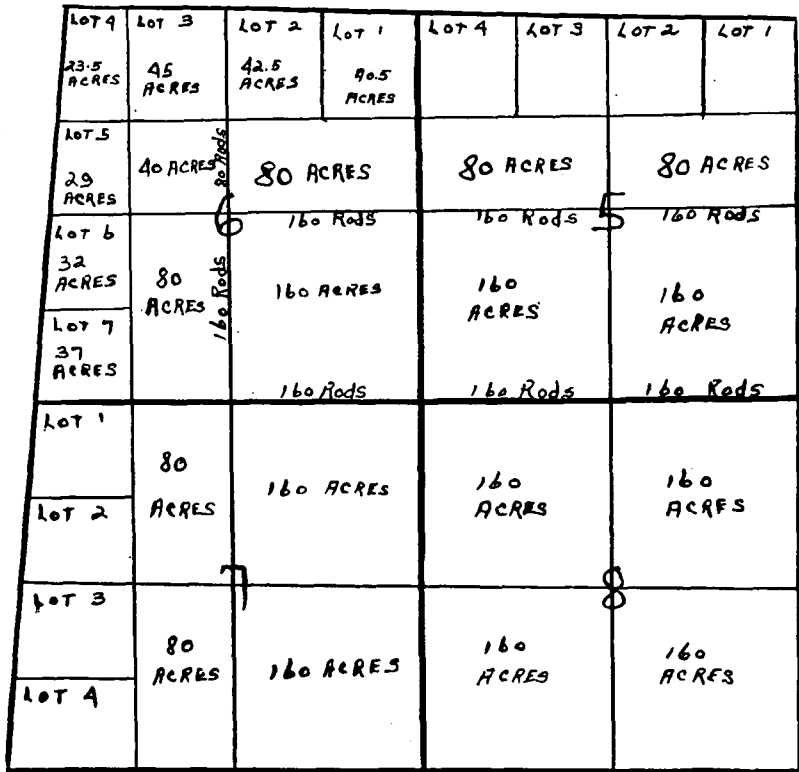 LOT 4
23.5
ACRES
LOT 3
45
ACRES
LOT 2
42.5
ACRES
LOT 1
40.5
ACRES
LOT 4
LOT 3
LOT 2
LOT 1
LOT 5
29
ACRES
40 ACRES
80 Rods
80 ACRES
80 ACRES
80 ACRES
6
5
160 Rods
160 Rods
160 Rods
LOT 6
32
ACRES
80
ACRES
160 Rods
160 ACRES
160
ACRES
160
ACRES
LOT 7
37
ACRES
160 Rods
160 Rods
160 Rods
LOT 1
80
ACRES
160 ACRES
160
ACRES
160
ACRES
LOT 2
7
8
LOT 3
80
ACRES
160 ACRES
160
ACRES
160
ACRES
LOT 4